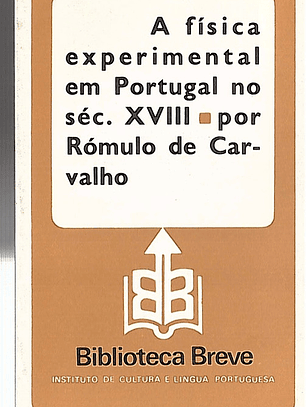 A física
experimental
em Portugal no
séc. XVIII ▪ por
Rómulo de Car-
valho
BB
Biblioteca Breve
INSTITUTO DE CULTURA E LÍNGUA PORTUGUESA